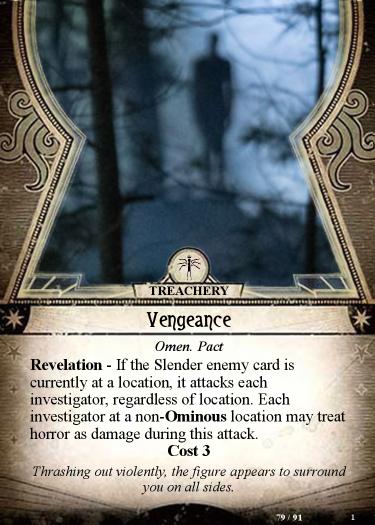 TREACHERY
Vengeance
Omen. Pact
Revelation - If the Slender enemy card is
currently at a location, it attacks each
investigator, regardless of location. Each
investigator at a non-Ominous location may treat
horror as damage during this attack.
Cost 3
Thrashing out violently, the figure appears to surround
you on all sides.
79 / 91
1